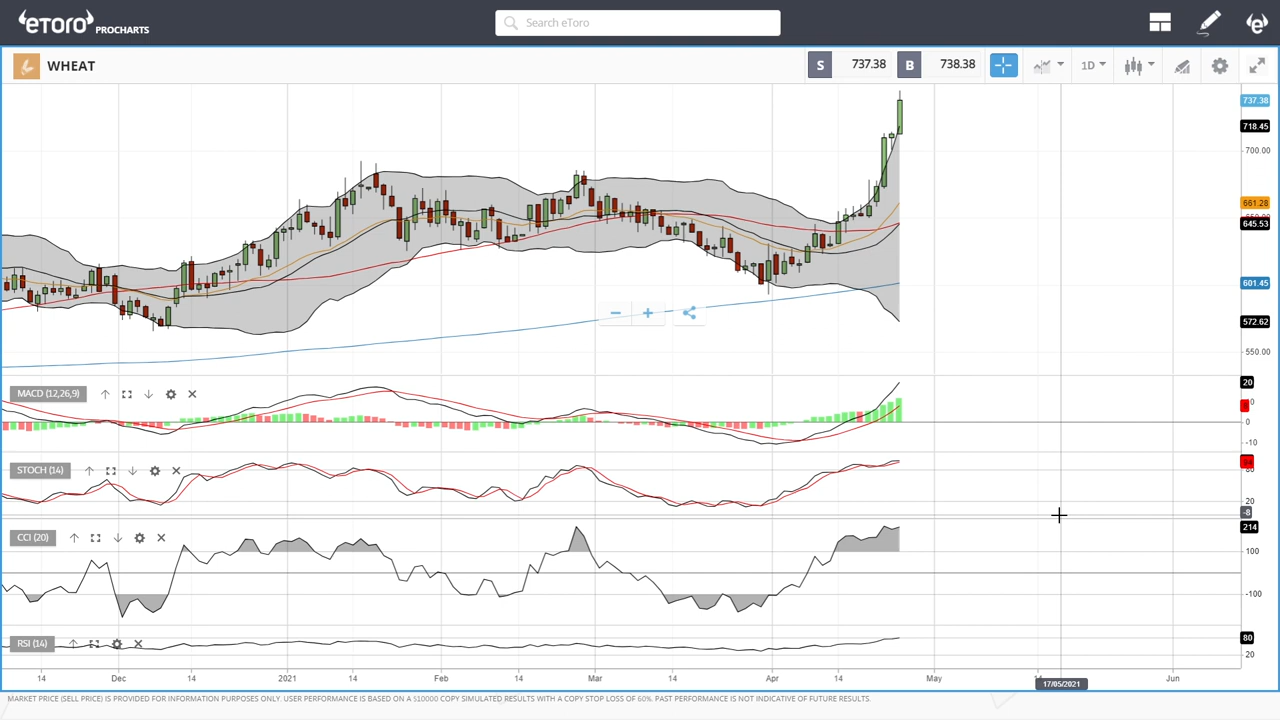 eToro PROCHARTS
Search eToro
WHEAT
S 737.38 B 738.38
1D
737.38
718.45
700.00
661.28
645.53
601.45
572.62
550.00
MACD (12,26,9)
20
0
-10
STOCH (14)
20
-8
CCI (20)
214
100
-100
RSI (14)
80
20
14 Dec 14 2021 14 Feb 14 Mar 14 Apr 14 May Jun
17/05/2021
MARKET PRICE (SELL PRICE) IS PROVIDED FOR INFORMATION PURPOSES ONLY. USER PERFORMANCE IS BASED ON A $10000 COPY SIMULATED RESULTS WITH A COPY STOP LOSS OF 60%. PAST PERFORMANCE IS NOT INDICATIVE OF FUTURE RESULTS.